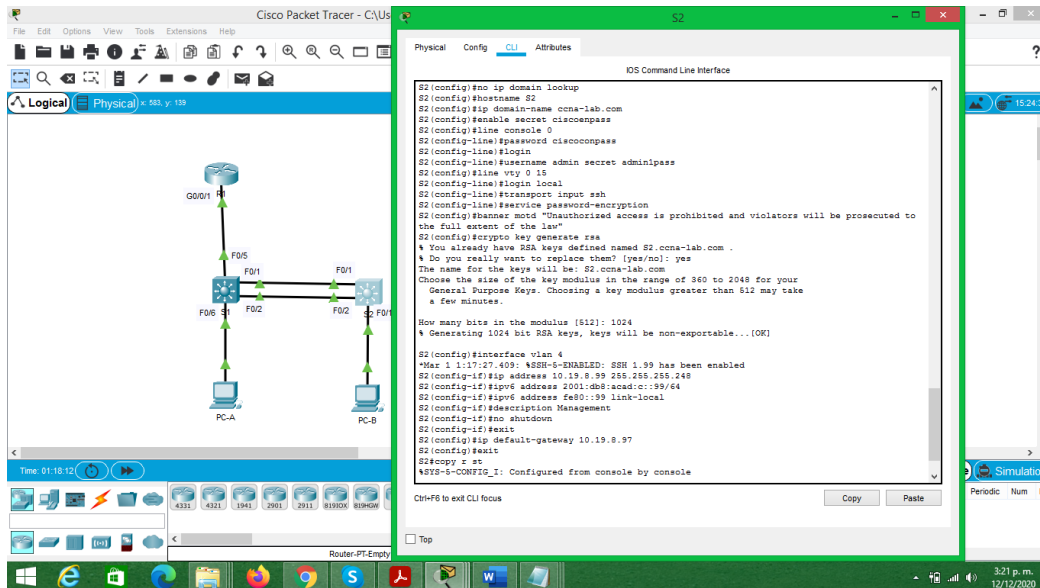 Cisco Packet Tracer - C:\Us
File Edit Options View Tools Extensions Help
Logical Physical x: 583, y: 139
G0/0/1 R1
F0/5
F0/1 F0/1
F0/6 S1 F0/2 F0/2 S2 F0/1
PC-A PC-B
Time: 01:18:12
4331 4321 1941 2901 2911 819IOX 819HGW
Router-PT-Empty
S2
Physical Config CLI Attributes
IOS Command Line Interface
S2(config)#no ip domain lookup
S2(config)#hostname S2
S2(config)#ip domain-name ccna-lab.com
S2(config)#enable secret ciscoenpass
S2(config)#line console 0
S2(config-line)#password ciscoconpass
S2(config-line)#login
S2(config-line)#username admin secret admin1pass
S2(config)#line vty 0 15
S2(config-line)#login local
S2(config-line)#transport input ssh
S2(config-line)#service password-encryption
S2(config)#banner motd "Unauthorized access is prohibited and violators will be prosecuted to
the full extent of the law"
S2(config)#crypto key generate rsa
% You already have RSA keys defined named S2.ccna-lab.com .
% Do you really want to replace them? [yes/no]: yes
The name for the keys will be: S2.ccna-lab.com
Choose the size of the key modulus in the range of 360 to 2048 for your
General Purpose Keys. Choosing a key modulus greater than 512 may take
a few minutes.
How many bits in the modulus [512]: 1024
% Generating 1024 bit RSA keys, keys will be non-exportable...[OK]
S2(config)#interface vlan 4
*Mar 1 1:17:27.409: %SSH-5-ENABLED: SSH 1.99 has been enabled
S2(config-if)#ip address 10.19.8.99 255.255.255.248
S2(config-if)#ipv6 address 2001:db8:acad:c::99/64
S2(config-if)#ipv6 address fe80::99 link-local
S2(config-if)#description Management
S2(config-if)#no shutdown
S2(config-if)#exit
S2(config)#ip default-gateway 10.19.8.97
S2(config)#exit
S2#copy r st
%SYS-5-CONFIG_I: Configured from console by console
Ctrl+F6 to exit CLI focus
Copy Paste
Top
15:24:
Simulatio
Periodic Num
3:21 p. m.
12/12/2020